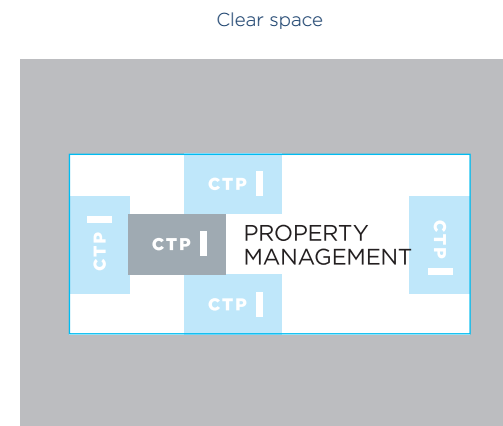 Clear space
CTP
CTP
CTP
PROPERTY
MANAGEMENT
CTP
CTP